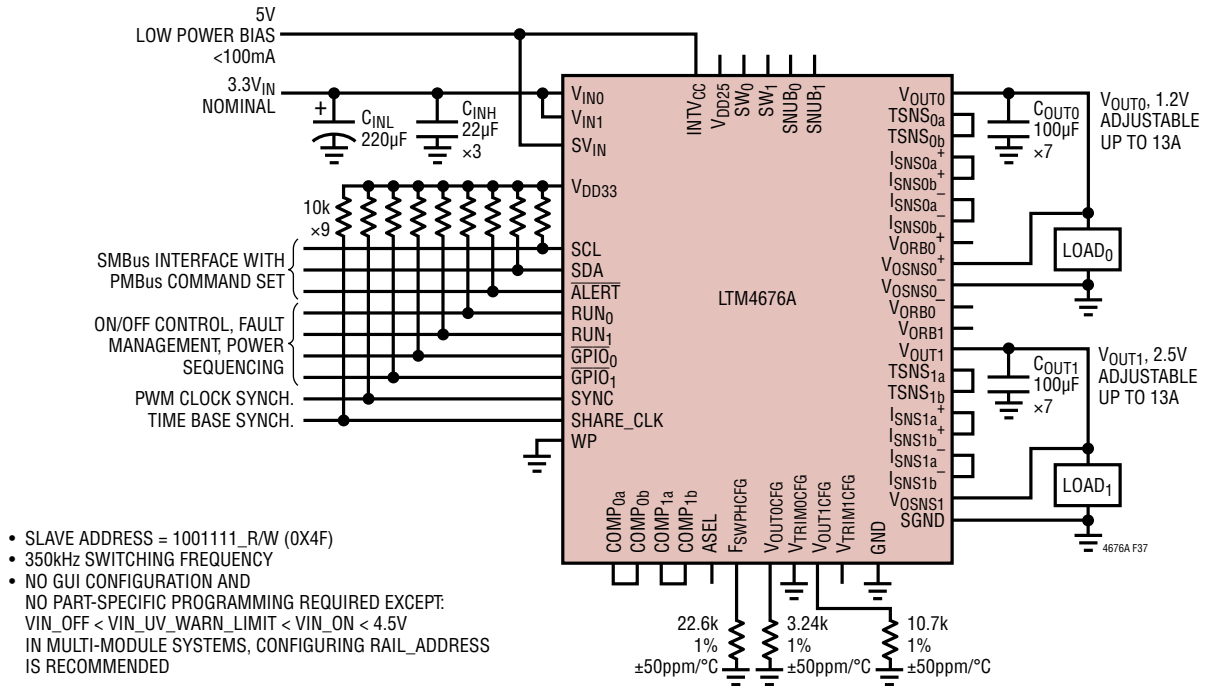 5V
LOW POWER BIAS
<100mA
3.3VIN
NOMINAL
+
CINL
220µF
CINH
22µF
×3
10k
×9
SMBus INTERFACE WITH
PMBus COMMAND SET
ON/OFF CONTROL, FAULT
MANAGEMENT, POWER
SEQUENCING
PWM CLOCK SYNCH.
TIME BASE SYNCH.
VIN0
VIN1
SVIN
VDD33
SCL
SDA
ALERT
RUN0
RUN1
GPIO0
GPIO1
SYNC
SHARE_CLK
WP
INTVCC
VDD25
SW0
SW1
SNUB0
SNUB1
LTM4676A
VOUT0
TSNS0a
TSNS0b
ISNS0a+
ISNS0b+
ISNS0a–
ISNS0b–
VORB0+
VOSNS0+
VOSNS0–
VORB0–
VORB1
VOUT1
TSNS1a
TSNS1b
ISNS1a+
ISNS1b+
ISNS1a–
ISNS1b–
VOSNS1
SGND
COMP0a
COMP0b
COMP1a
COMP1b
ASEL
FSWPHCFG
VOUT0CFG
VTRIM0CFG
VOUT1CFG
VTRIM1CFG
GND
COUT0
100µF
×7
VOUT0, 1.2V
ADJUSTABLE
UP TO 13A
LOAD0
COUT1
100µF
×7
VOUT1, 2.5V
ADJUSTABLE
UP TO 13A
LOAD1
4676A F37
22.6k
1%
±50ppm/°C
3.24k
1%
±50ppm/°C
10.7k
1%
±50ppm/°C
• SLAVE ADDRESS = 1001111_R/W (0X4F)
• 350kHz SWITCHING FREQUENCY
• NO GUI CONFIGURATION AND
NO PART-SPECIFIC PROGRAMMING REQUIRED EXCEPT:
VIN_OFF < VIN_UV_WARN_LIMIT < VIN_ON < 4.5V
IN MULTI-MODULE SYSTEMS, CONFIGURING RAIL_ADDRESS
IS RECOMMENDED